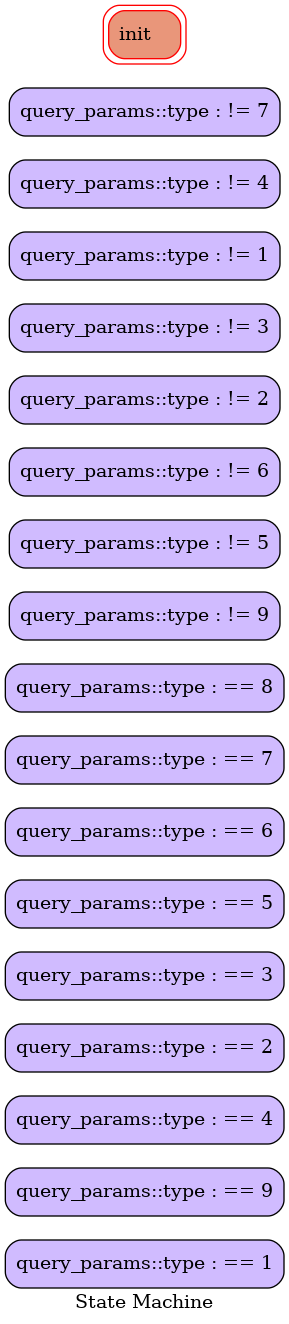 init
query_params::type : != 7
query_params::type : != 4
query_params::type : != 1
query_params::type : != 3
query_params::type : != 2
query_params::type : != 6
query_params::type : != 5
query_params::type : != 9
query_params::type : == 8
query_params::type : == 7
query_params::type : == 6
query_params::type : == 5
query_params::type : == 3
query_params::type : == 2
query_params::type : == 4
query_params::type : == 9
query_params::type : == 1
State Machine